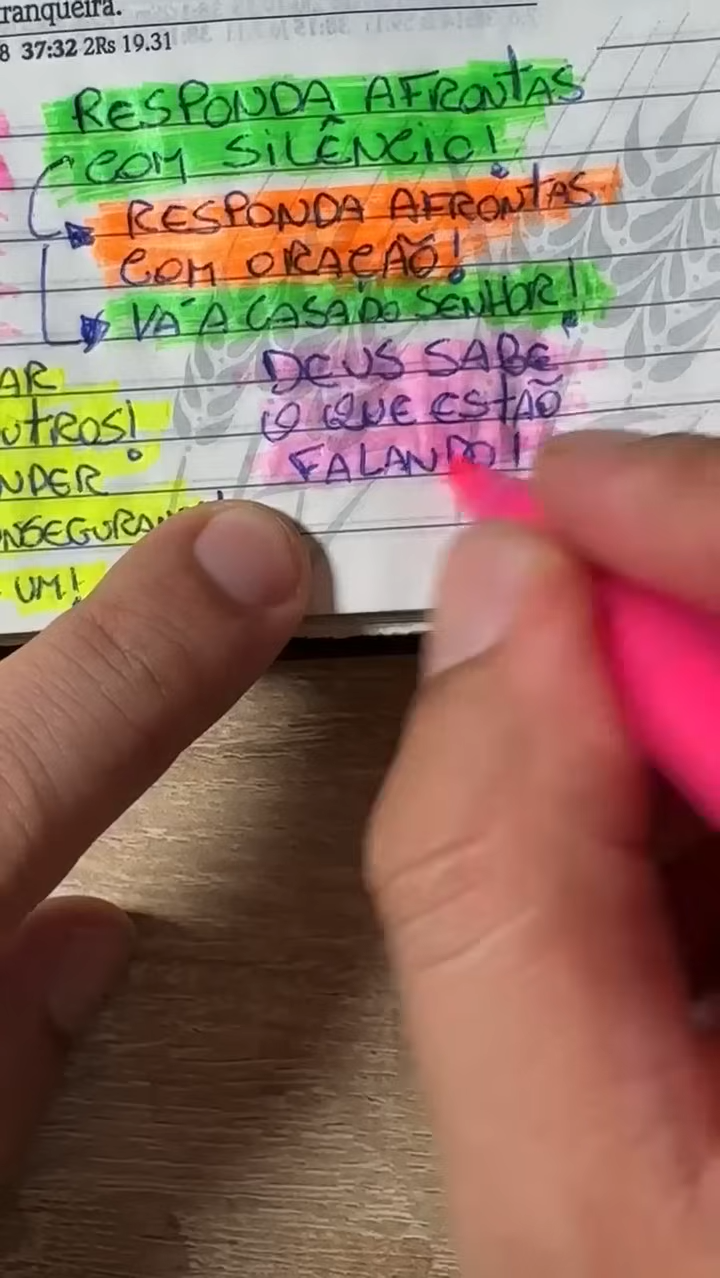 ranqueira.
8 37:32 2Rs 19.31
RESPONDA AFRONTAS
COM SILÊNCIO!
RESPONDA AFRONTAS
COM ORAÇÃO!
VÁ A CASA DO SENHOR!
DEUS SABE
O QUE ESTÃO
FALANDO!
AR
UTROS!
NDER
NSEGURAN
UM!